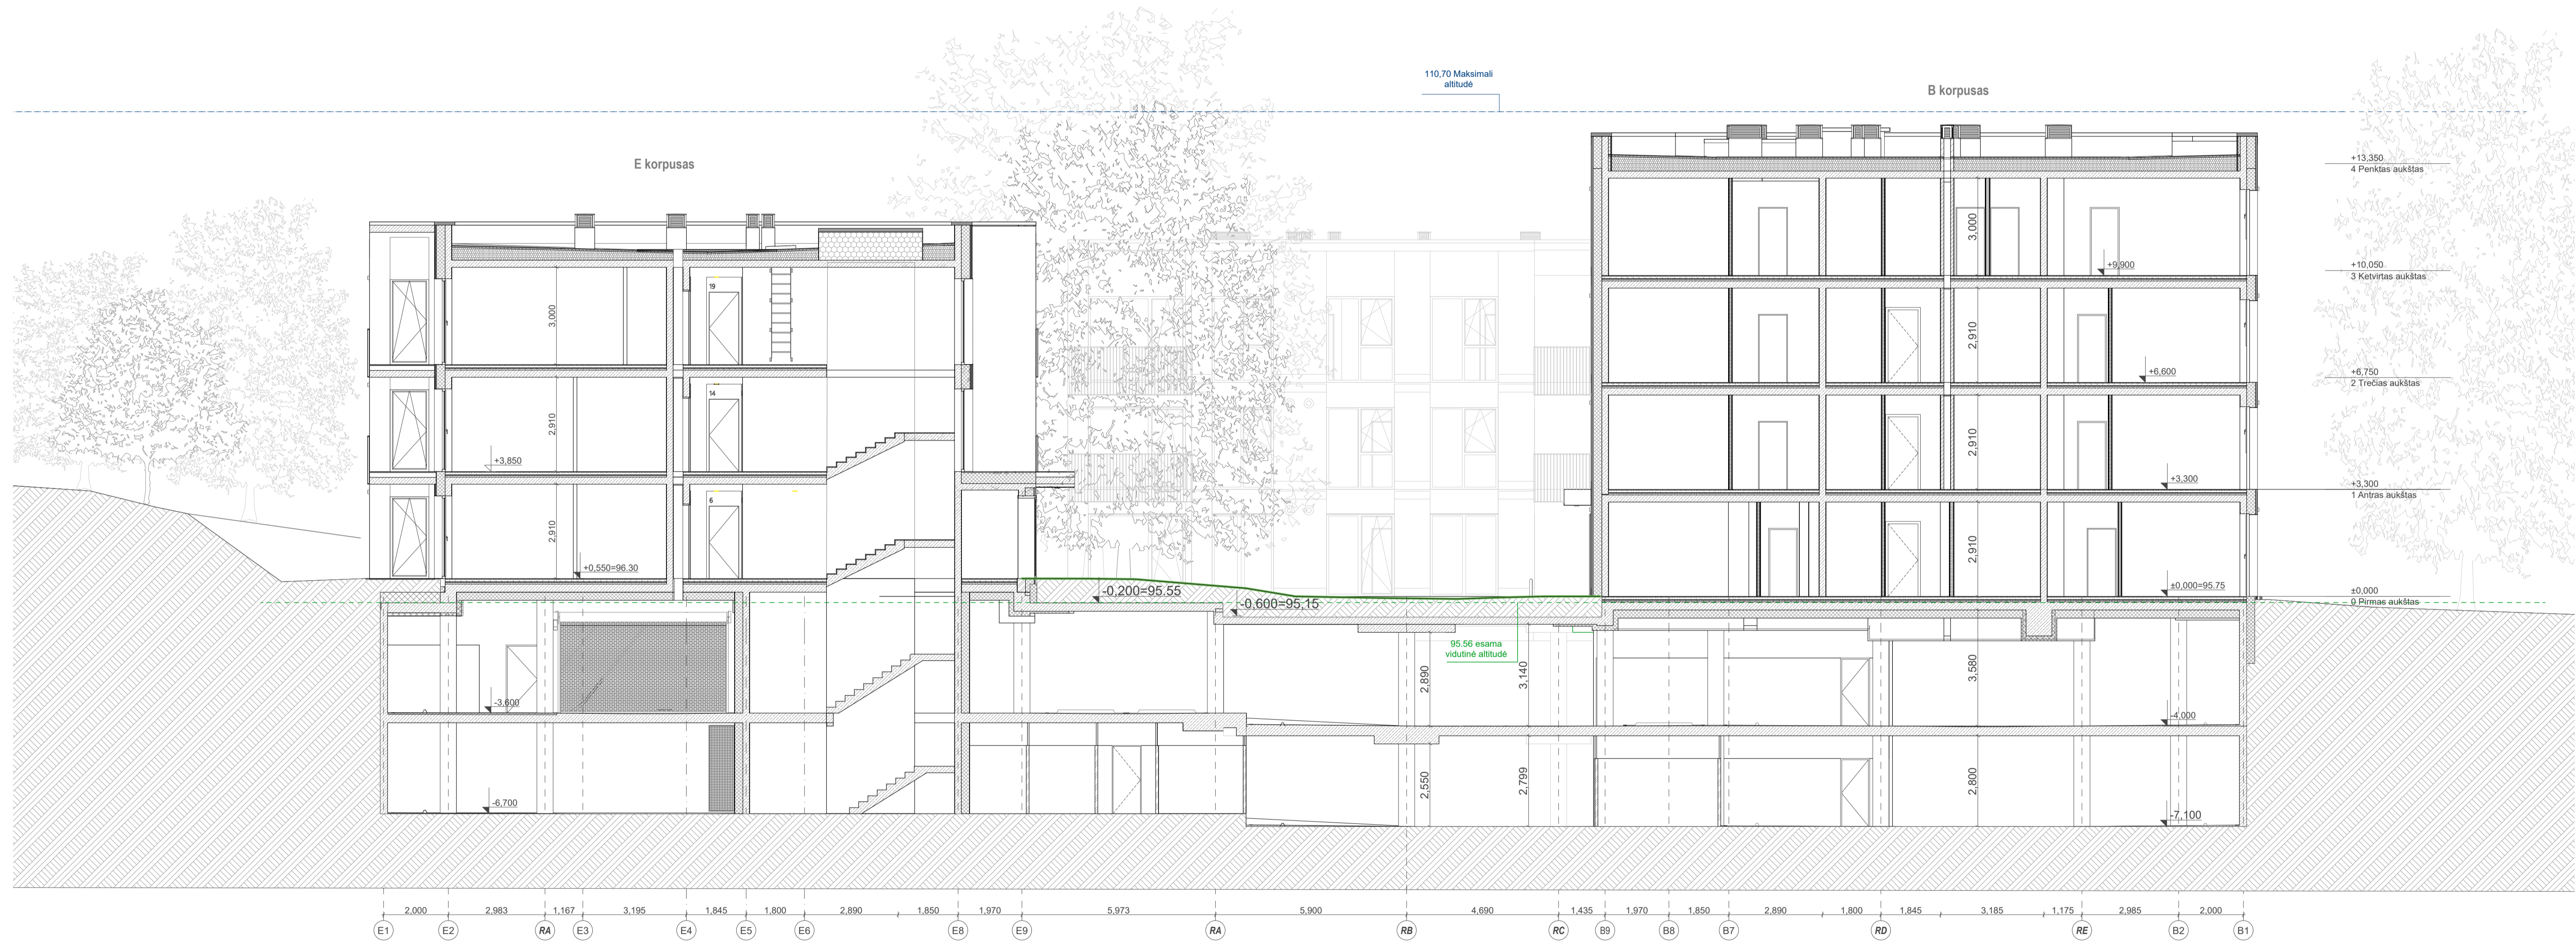 110,70 Maksimali
altitudė
B korpusas
E korpusas
+13,350
4 Penktas aukštas
3,000
+9,900
+10,050
3 Ketvirtas aukštas
19
3,000
2,910
+6,600
+6,750
2 Trečias aukštas
14
2,910
+3,850
2,910
+3,300
+3,300
1 Antras aukštas
6
2,910
+0,550=96.30
2,910
±0,000=95.75
±0,000
0 Pirmas aukštas
-0,200=95.55
-0,600=95,15
95.56 esama
vidutinė altitudė
2,890
3,140
3,580
-3,600
-4,000
2,550
2,799
2,800
-6,700
-7,100
2,000 2,983 1,167 3,195 1,845 1,800 2,890 1,850 1,970 5,973 5,900 4,690 1,435 1,970 1,850 2,890 1,800 1,845 3,185 1,175 2,985 2,000
E1 E2 RA E3 E4 E5 E6 E8 E9 RA RB RC B9 B8 B7 RD RE B2 B1